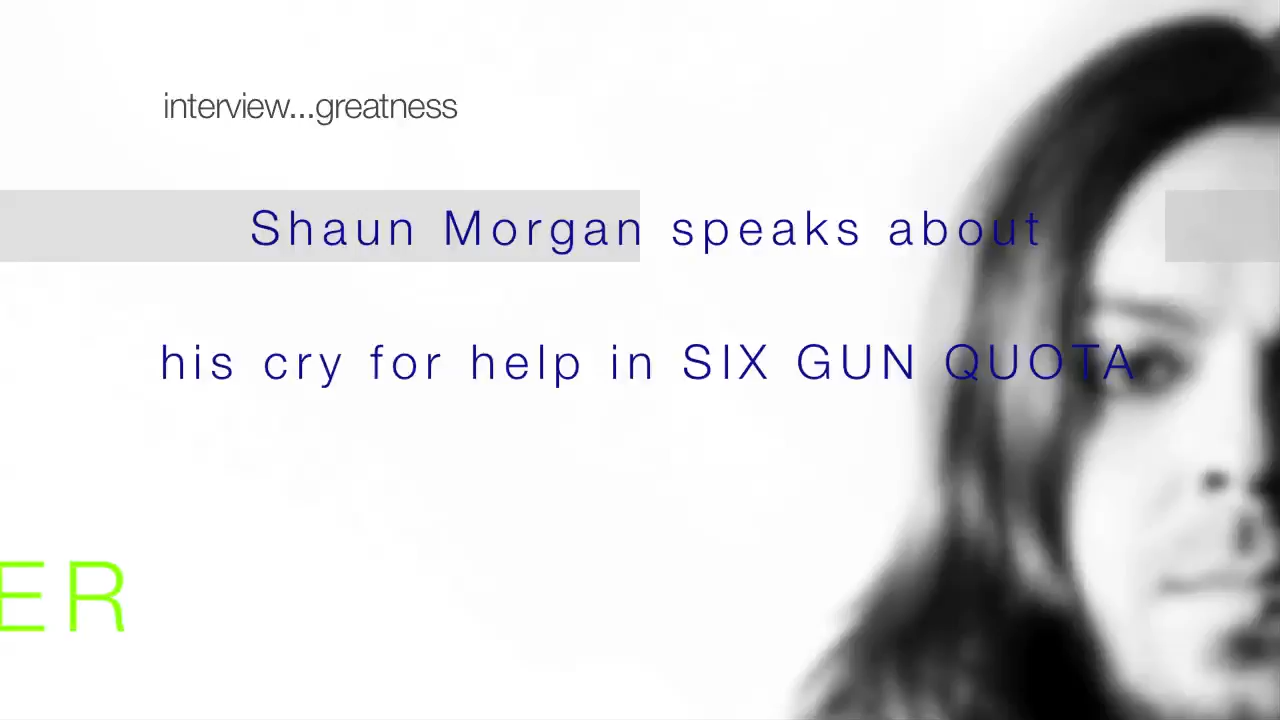 interview...greatness
Shaun Morgan speaks about
his cry for help in SIX GUN QUOTA
ER